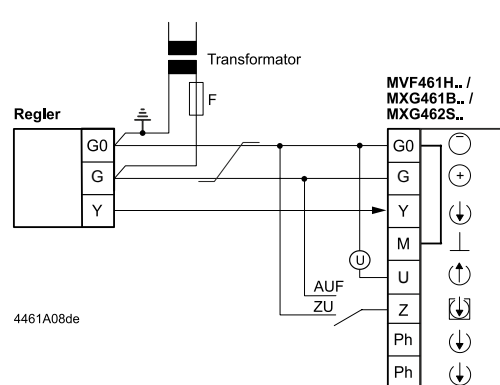 Transformator
F
MVF461H.. /
MXG461B.. /
MXG462S..
Regler
G0
G
Y
G0
G
Y
M
U
Z
Ph
Ph
U
AUF
ZU
4461A08de